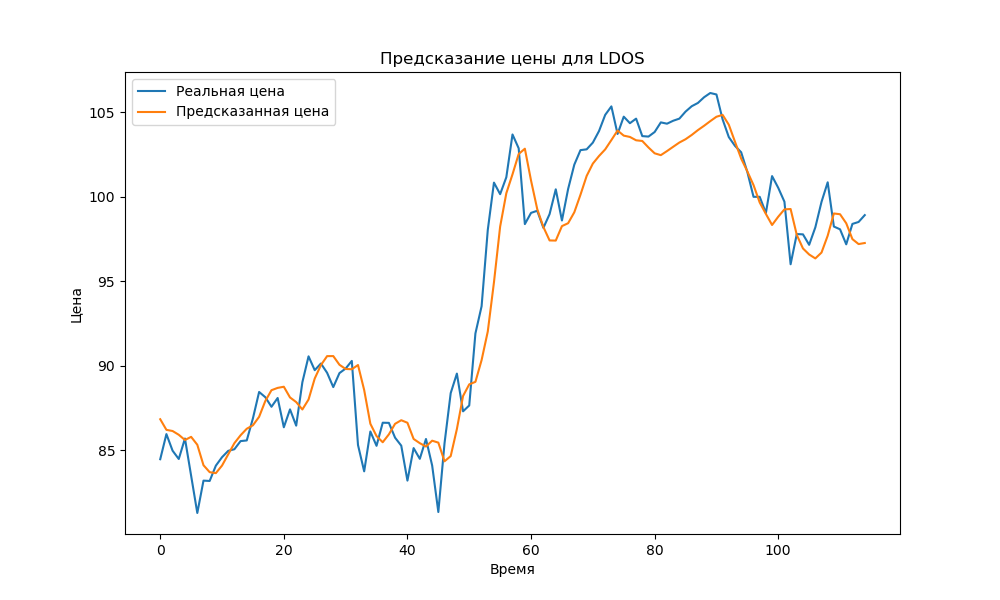 Предсказание цены для LDOS
Реальная цена
Предсказанная цена
Цена
105
100
95
90
85
0 20 40 60 80 100
Время